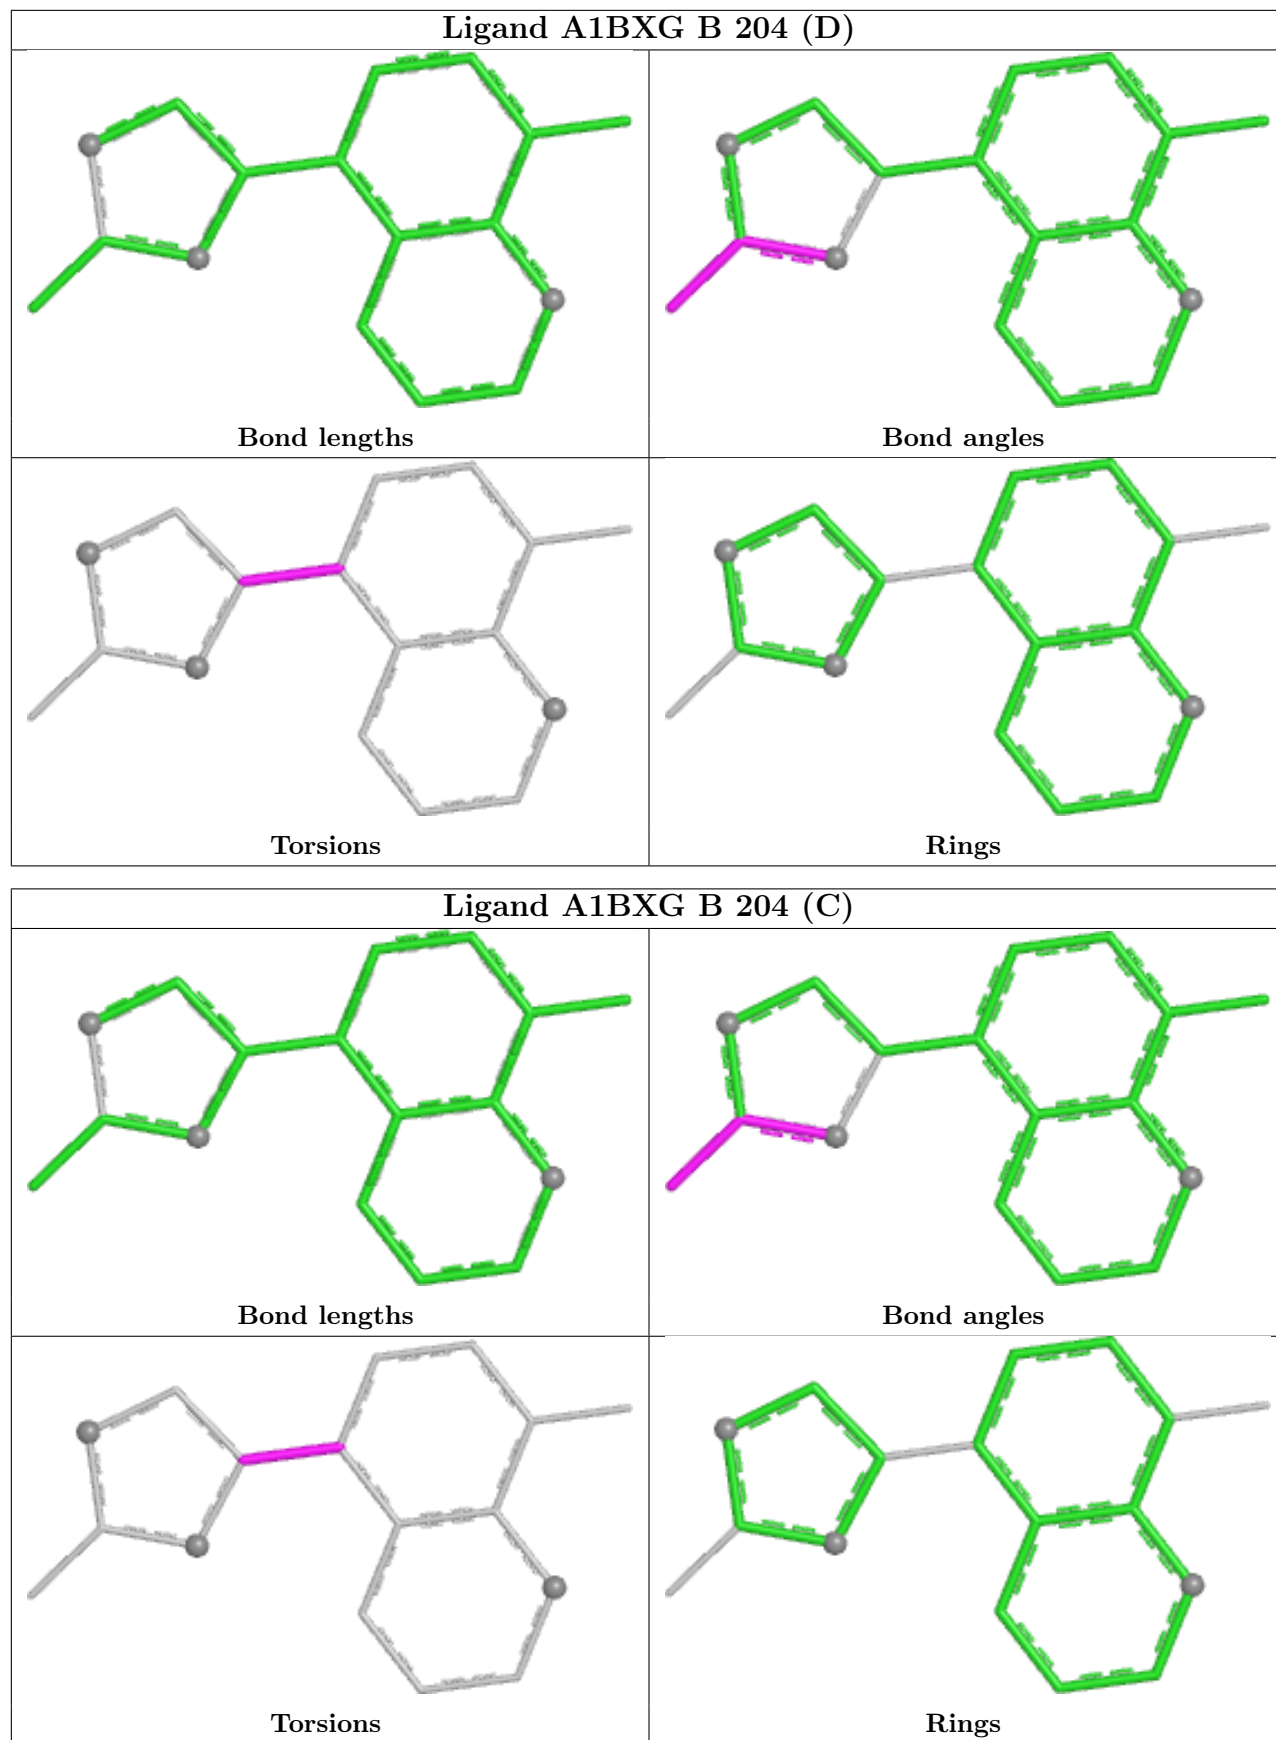 Ligand A1BXG B 204 (D)
Bond lengths
Bond angles
Torsions
Rings
Ligand A1BXG B 204 (C)
Bond lengths
Bond angles
Torsions
Rings